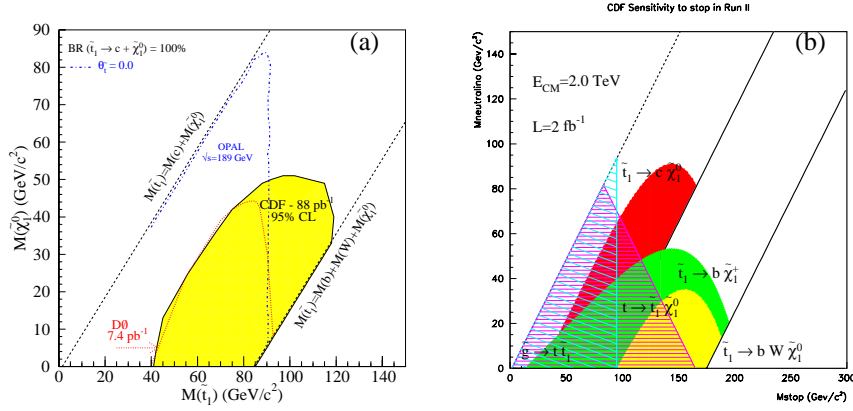 (a)
BR (t̃₁ → c + χ̃₁⁰) = 100%
θ_t̃ = 0.0
M(t̃₁)=M(c)+M(χ̃₁⁰)
OPAL
√s=189 GeV
CDF - 88 pb⁻¹
95% CL
M(t̃₁)=M(b)+M(W)+M(χ̃₁⁰)
DØ
7.4 pb⁻¹
M(χ̃₁⁰) (GeV/c²)
90
80
70
60
50
40
30
20
10
0
0 20 40 60 80 100 120 140
M(t̃₁) (GeV/c²)
CDF Sensitivity to stop in Run II
(b)
Mneutralino (Gev/c²)
E_CM=2.0 TeV
L=2 fb⁻¹
t̃₁ → c χ̃₁⁰
t̃₁ → b χ̃₁⁺
t → t̃₁ χ̃₁⁰
g̃ → t t̃₁
t̃₁ → b W χ̃₁⁰
160
140
120
100
80
60
40
20
0
0 50 100 150 200 250 300
Mstop (Gev/c²)